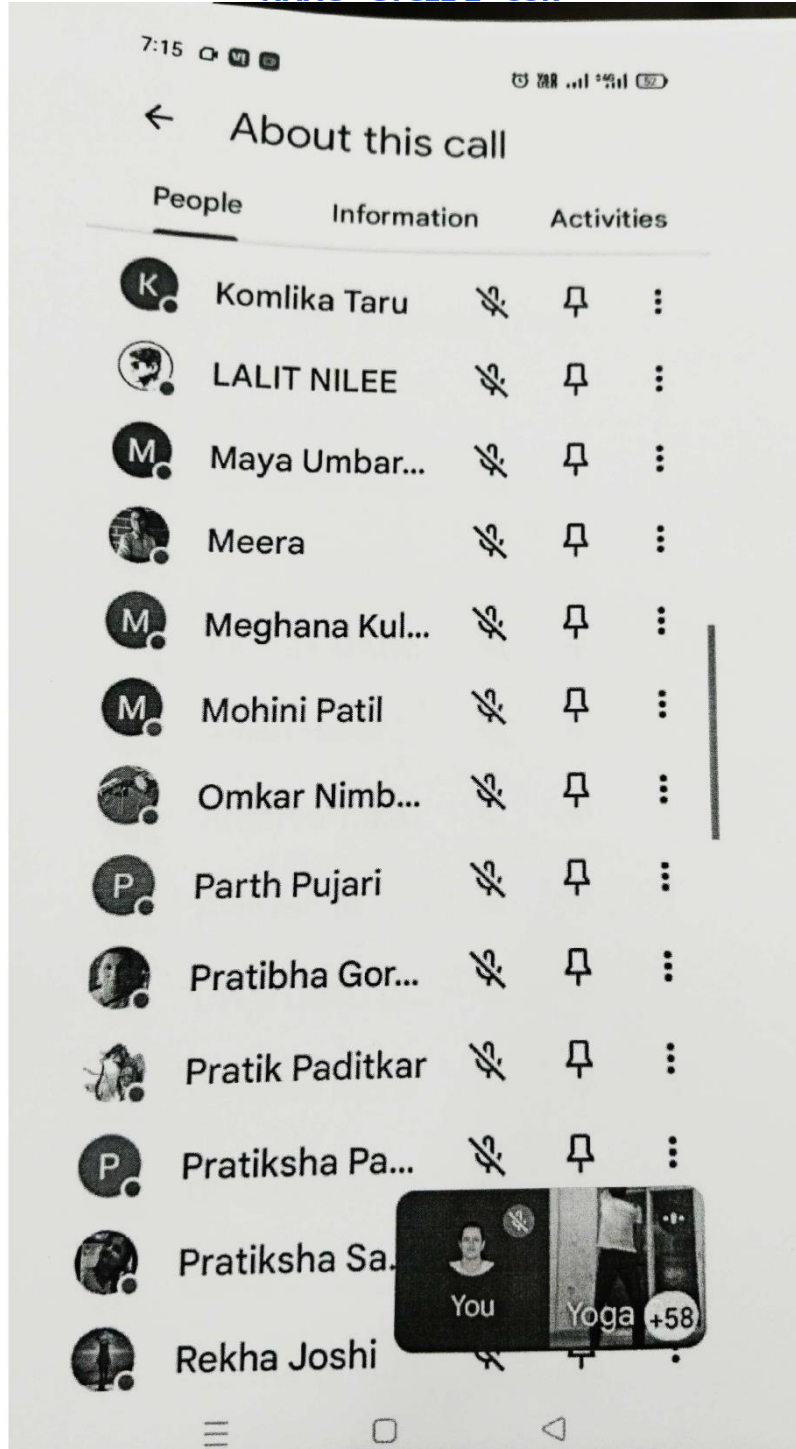 7:15
About this call
People Information Activities
K Komlika Taru
LALIT NILEE
M Maya Umbar...
Meera
M Meghana Kul...
M Mohini Patil
Omkar Nimb...
P Parth Pujari
Pratibha Gor...
Pratik Paditkar
P Pratiksha Pa...
Pratiksha Sa.
You Yoga +58
Rekha Joshi